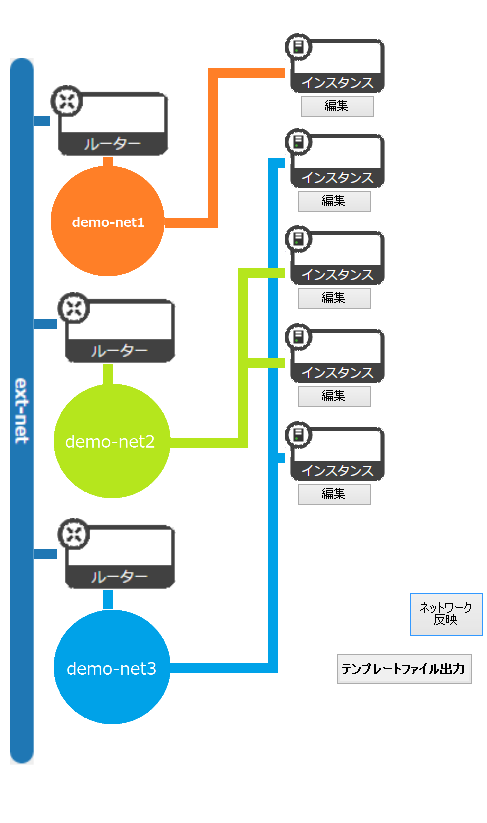 インスタンス
編集
ルーター
インスタンス
編集
demo-net1
インスタンス
編集
ルーター
インスタンス
編集
ext-net
demo-net2
インスタンス
編集
ルーター
ネットワーク
反映
demo-net3
テンプレートファイル出力